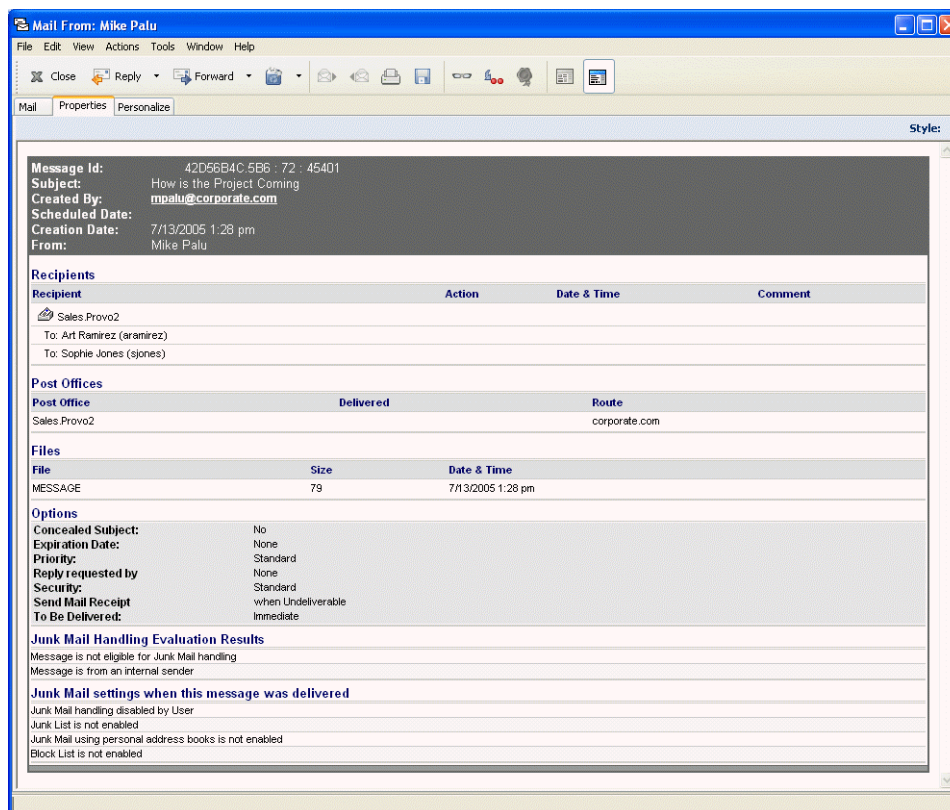 Mail From: Mike Palu
File Edit View Actions Tools Window Help
Close Reply Forward
Mail Properties Personalize
Style:
Message Id: 42D56B4C.5B6 : 72 : 45401
Subject: How is the Project Coming
Created By: mpalu@corporate.com
Scheduled Date:
Creation Date: 7/13/2005 1:28 pm
From: Mike Palu
Recipients
Recipient Action Date & Time Comment
Sales.Provo2
To: Art Ramirez (aramirez)
To: Sophie Jones (sjones)
Post Offices
Post Office Delivered Route
Sales.Provo2 corporate.com
Files
File Size Date & Time
MESSAGE 79 7/13/2005 1:28 pm
Options
Concealed Subject: No
Expiration Date: None
Priority: Standard
Reply requested by None
Security: Standard
Send Mail Receipt when Undeliverable
To Be Delivered: Immediate
Junk Mail Handling Evaluation Results
Message is not eligible for Junk Mail handling
Message is from an internal sender
Junk Mail settings when this message was delivered
Junk Mail handling disabled by User
Junk List is not enabled
Junk Mail using personal address books is not enabled
Block List is not enabled